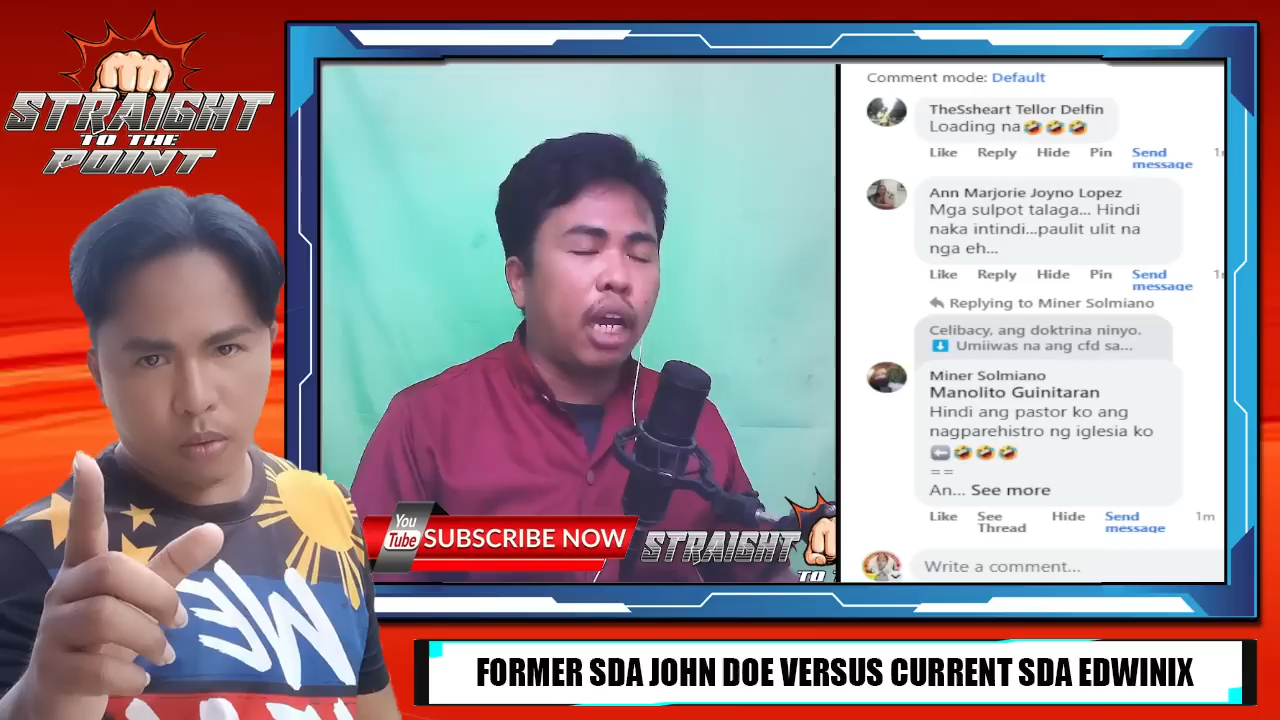 STRAIGHT
TO THE
POINT
Comment mode: Default
TheSsheart Tellor Delfin
Loading na🤣🤣🤣
Like Reply Hide Pin Send message
Ann Marjorie Joyno Lopez
Mga sulpot talaga... Hindi
naka intindi...paulit ulit na
nga eh...
Like Reply Hide Pin Send message
Replying to Miner Solmiano
Celibacy, ang doktrina ninyo.
⬇️ Umiiwas na ang cfd sa...
Miner Solmiano
Manolito Guinitaran
Hindi ang pastor ko ang
nagparehistro ng iglesia ko
⬅️🤣🤣🤣
==
An... See more
Like See Thread Hide Send message 1m
Write a comment...
You
Tube
SUBSCRIBE NOW
STRAIGHT
TO
ME
FORMER SDA JOHN DOE VERSUS CURRENT SDA EDWINIX